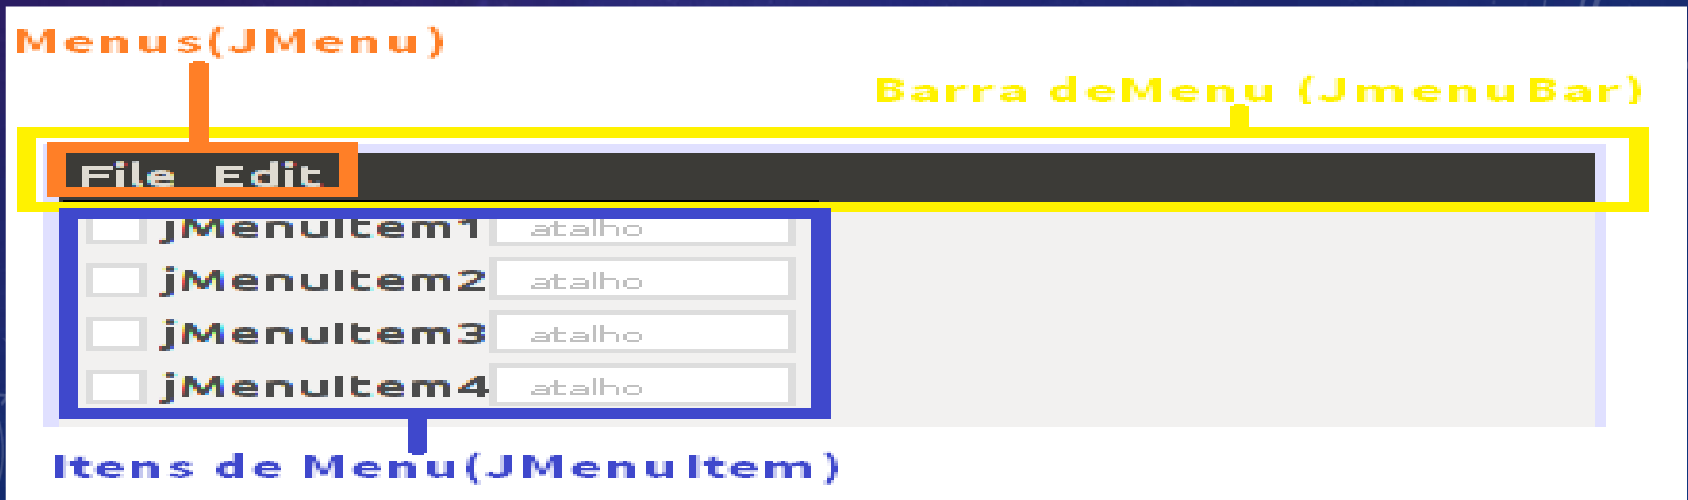 Menus(JMenu)
Barra deMenu (JmenuBar)
File Edit
jMenuItem1 atalho
jMenuItem2 atalho
jMenuItem3 atalho
jMenuItem4 atalho
Itens de Menu(JMenuItem)